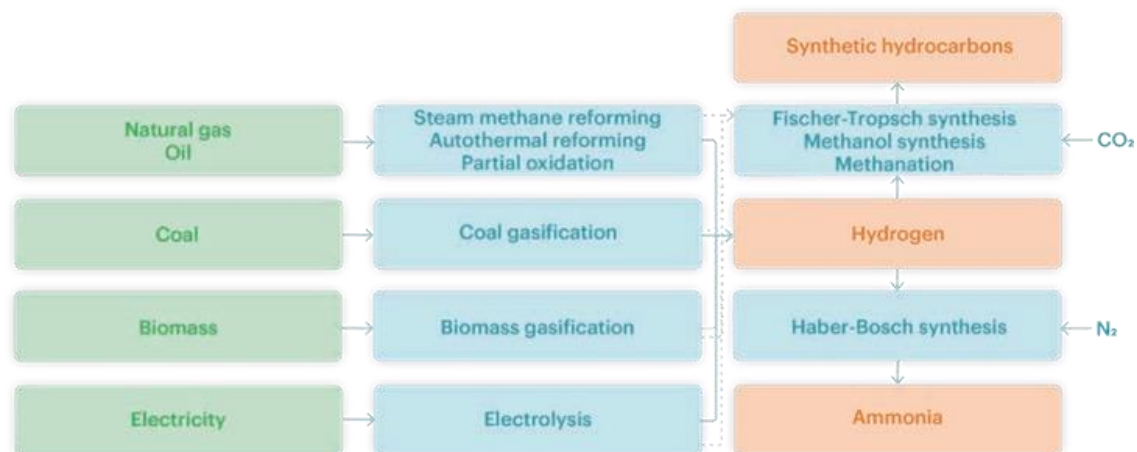 Synthetic hydrocarbons
Natural gas
Oil
Steam methane reforming
Autothermal reforming
Partial oxidation
Fischer-Tropsch synthesis
Methanol synthesis
Methanation
CO₂
Coal
Coal gasification
Hydrogen
Biomass
Biomass gasification
Haber-Bosch synthesis
N₂
Electricity
Electrolysis
Ammonia